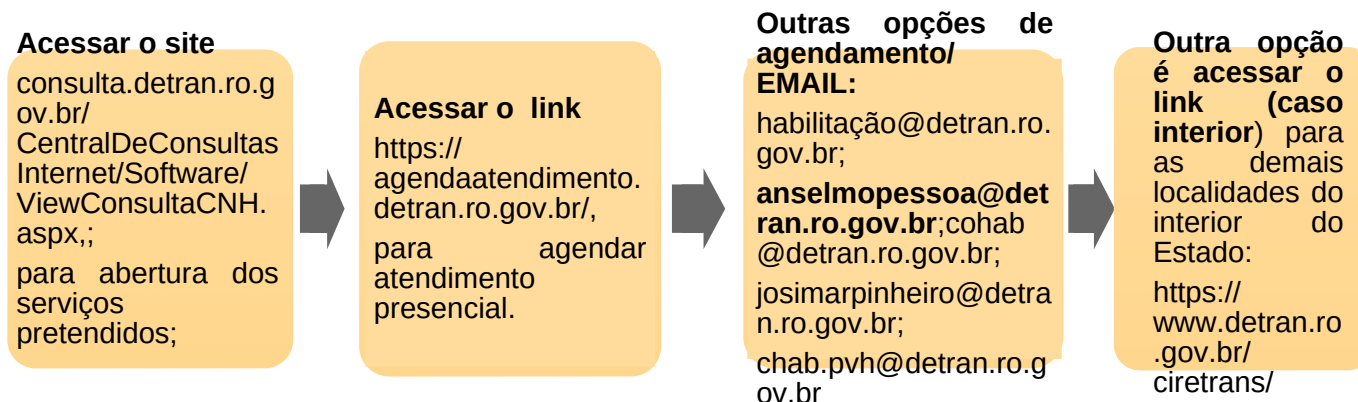 Acessar o site
consulta.detran.ro.g
ov.br/
CentralDeConsultas
Internet/Software/
ViewConsultaCNH.
aspx,;
para abertura dos
serviços
pretendidos;
Acessar o link
https://
agendaatendimento.
detran.ro.gov.br/,
para agendar
atendimento
presencial.
Outras opções de
agendamento/
EMAIL:
habilitação@detran.ro.
gov.br;
anselmopessoa@det
ran.ro.gov.br;cohab
@detran.ro.gov.br;
josimarpinheiro@detra
n.ro.gov.br;
chab.pvh@detran.ro.g
ov.br
Outra opção
é acessar o
link (caso
interior) para
as demais
localidades do
interior do
Estado:
https://
www.detran.ro
.gov.br/
ciretrans/